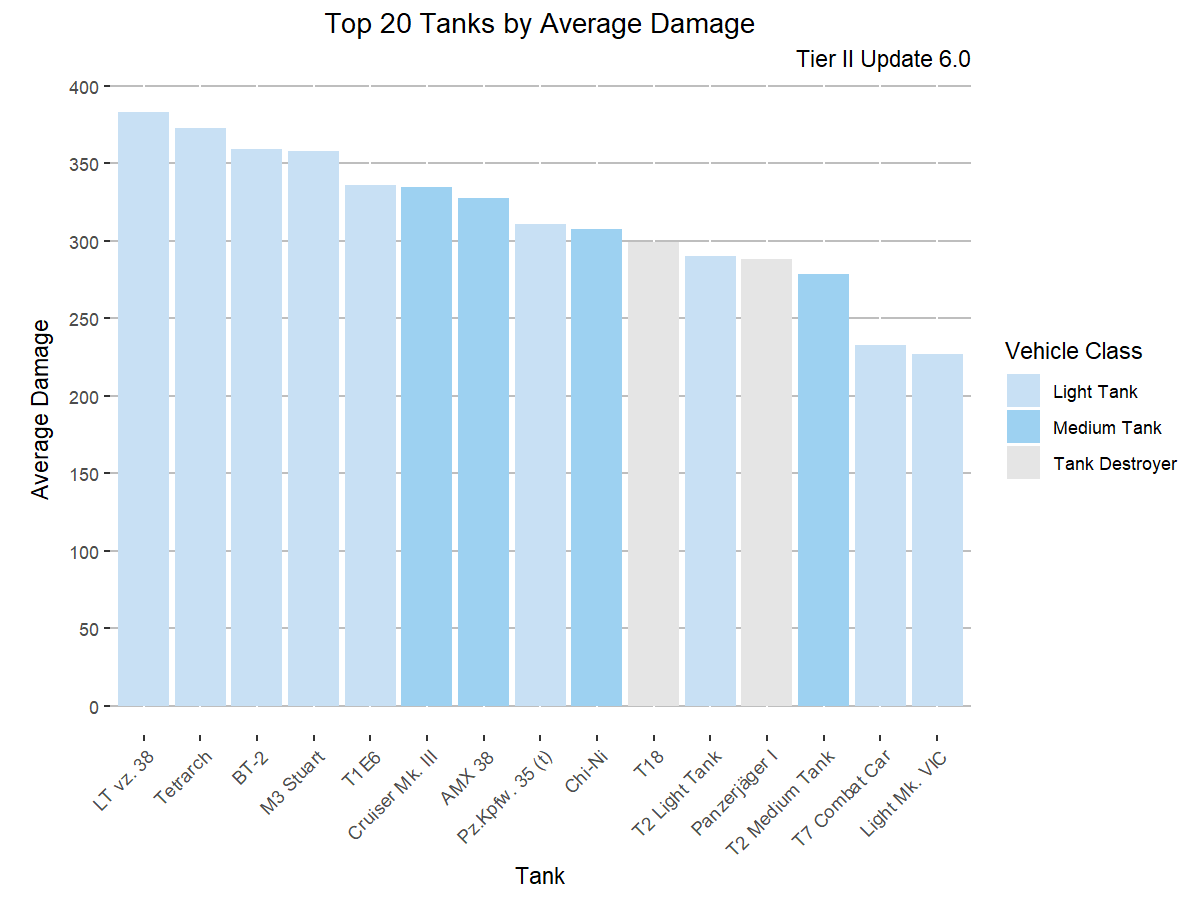 Top 20 Tanks by Average Damage
Tier II Update 6.0
400
350
300
250
200
150
100
50
0
Average Damage
LT vz. 38
Tetrarch
BT-2
M3 Stuart
T1E6
Cruiser Mk. III
AMX 38
Pz.Kpfw. 35 (t)
Chi-Ni
T18
T2 Light Tank
Panzerjäger I
T2 Medium Tank
T7 Combat Car
Light Mk. VIC
Tank
Vehicle Class
Light Tank
Medium Tank
Tank Destroyer